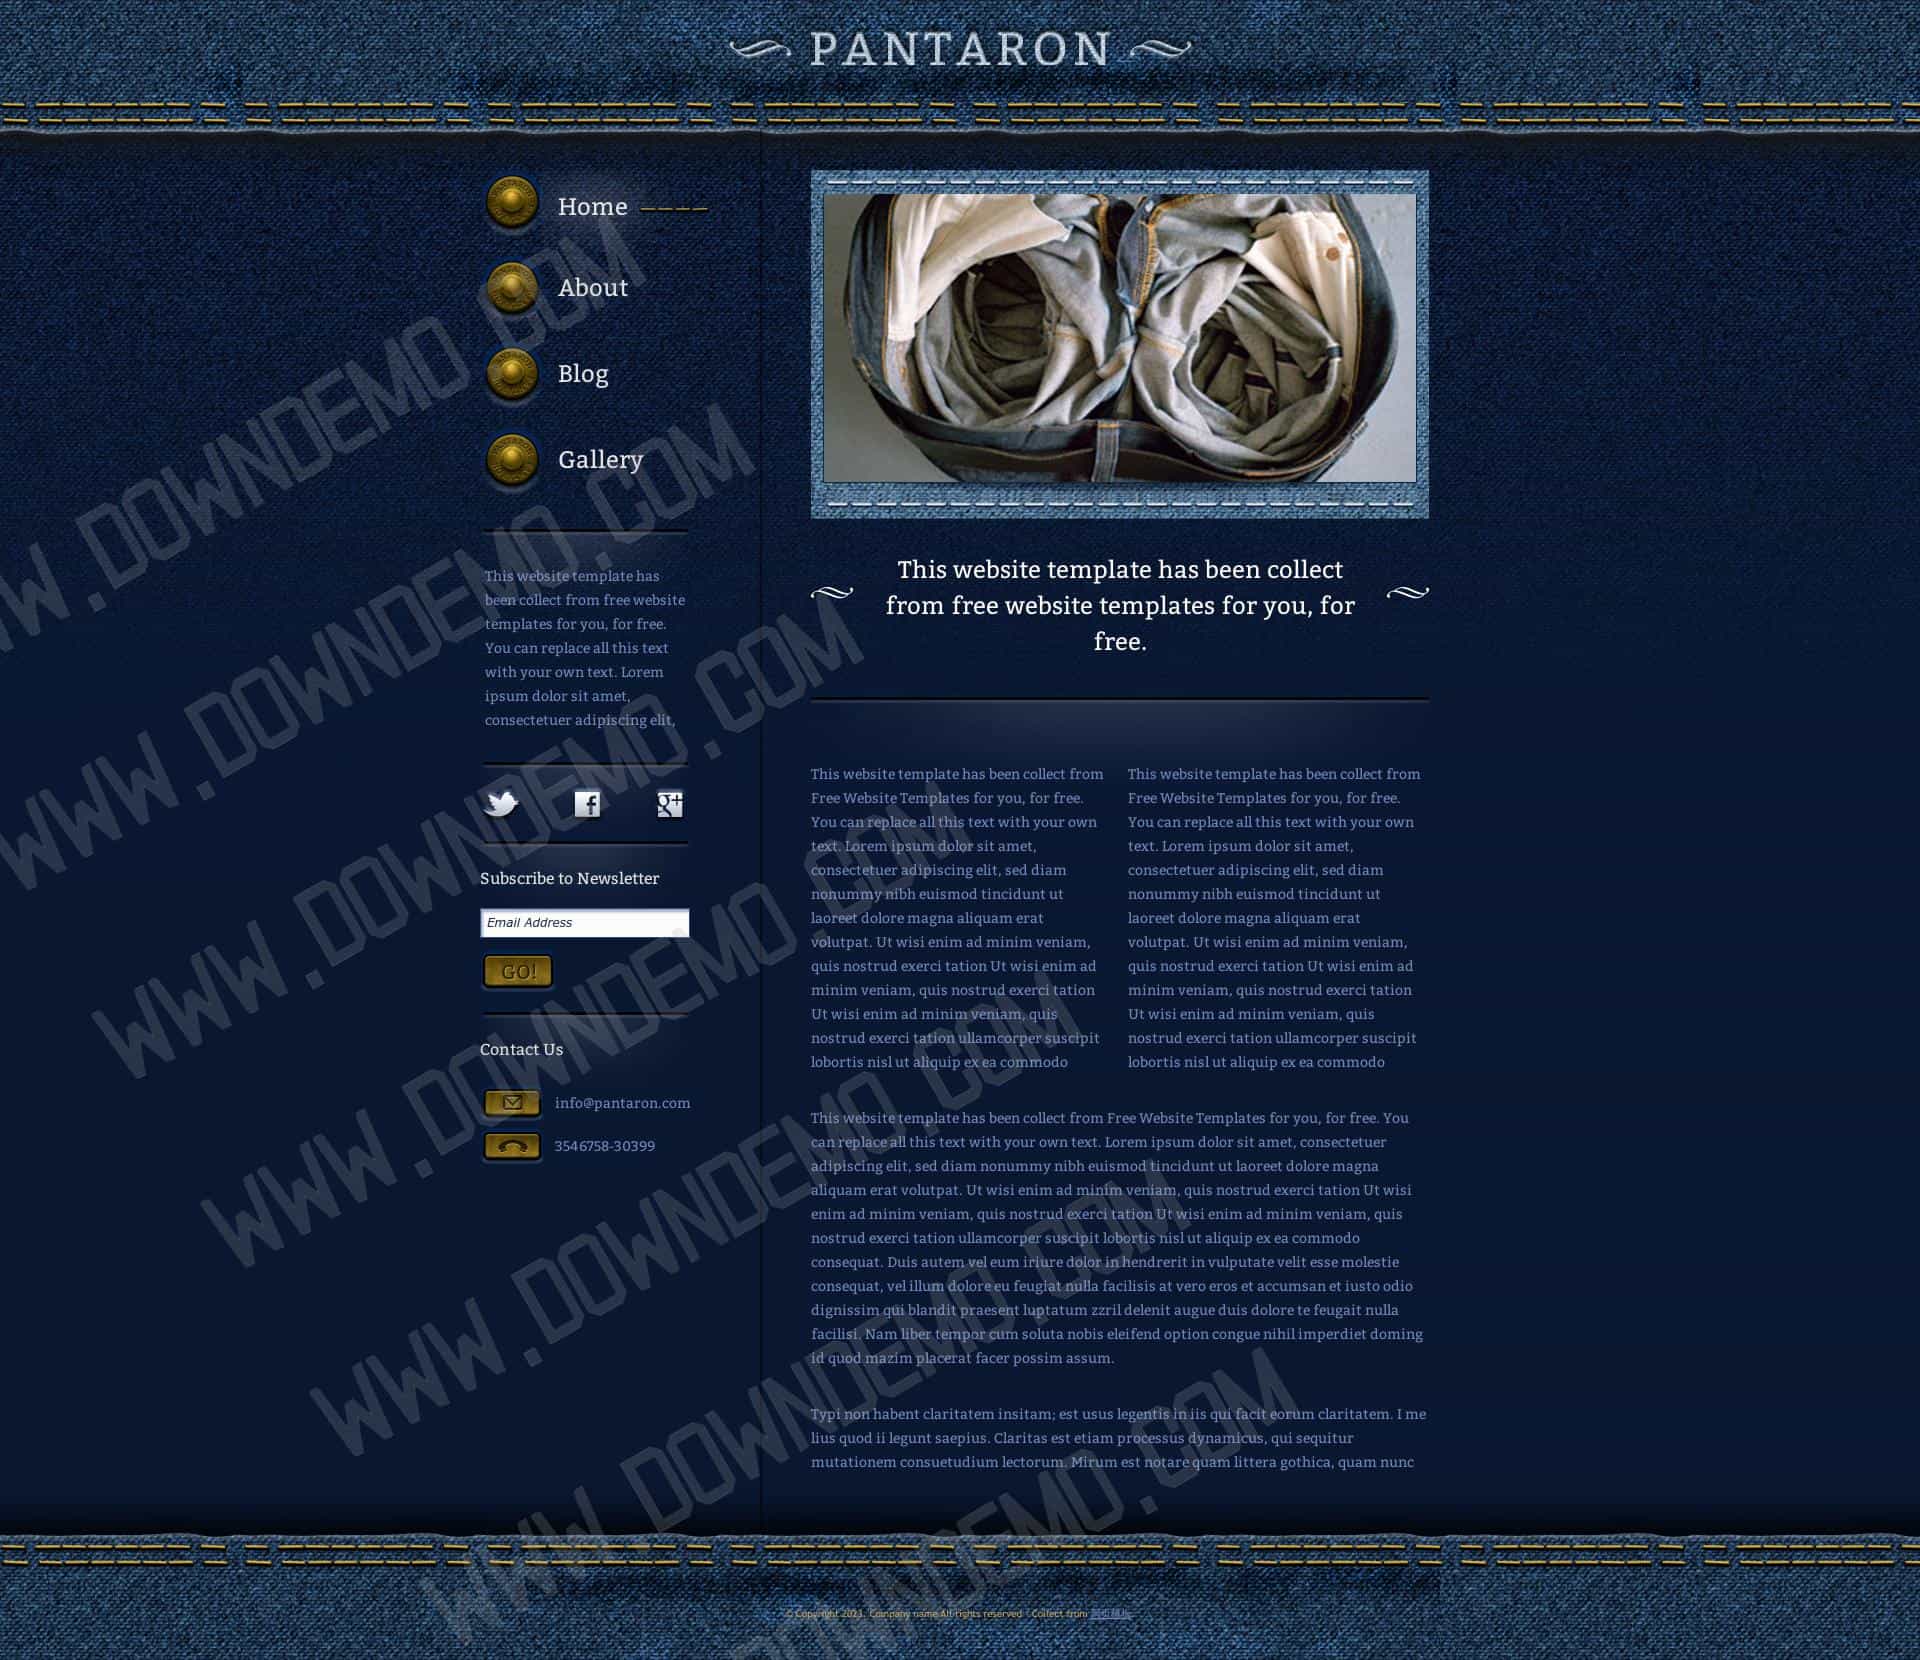 PANTARON
Home
About
Blog
Gallery
This website template has
been collect from free website
templates for you, for free.
You can replace all this text
with your own text. Lorem
ipsum dolor sit amet,
consectetuer adipiscing elit,
Subscribe to Newsletter
Email Address
GO!
Contact Us
info@pantaron.com
3546758-30399
This website template has been collect
from free website templates for you, for
free.
This website template has been collect from
Free Website Templates for you, for free.
You can replace all this text with your own
text. Lorem ipsum dolor sit amet,
consectetuer adipiscing elit, sed diam
nonummy nibh euismod tincidunt ut
laoreet dolore magna aliquam erat
volutpat. Ut wisi enim ad minim veniam,
quis nostrud exerci tation Ut wisi enim ad
minim veniam, quis nostrud exerci tation
Ut wisi enim ad minim veniam, quis
nostrud exerci tation ullamcorper suscipit
lobortis nisl ut aliquip ex ea commodo
This website template has been collect from
Free Website Templates for you, for free.
You can replace all this text with your own
text. Lorem ipsum dolor sit amet,
consectetuer adipiscing elit, sed diam
nonummy nibh euismod tincidunt ut
laoreet dolore magna aliquam erat
volutpat. Ut wisi enim ad minim veniam,
quis nostrud exerci tation Ut wisi enim ad
minim veniam, quis nostrud exerci tation
Ut wisi enim ad minim veniam, quis
nostrud exerci tation ullamcorper suscipit
lobortis nisl ut aliquip ex ea commodo
This website template has been collect from Free Website Templates for you, for free. You
can replace all this text with your own text. Lorem ipsum dolor sit amet, consectetuer
adipiscing elit, sed diam nonummy nibh euismod tincidunt ut laoreet dolore magna
aliquam erat volutpat. Ut wisi enim ad minim veniam, quis nostrud exerci tation Ut wisi
enim ad minim veniam, quis nostrud exerci tation Ut wisi enim ad minim veniam, quis
nostrud exerci tation ullamcorper suscipit lobortis nisl ut aliquip ex ea commodo
consequat. Duis autem vel eum iriure dolor in hendrerit in vulputate velit esse molestie
consequat, vel illum dolore eu feugiat nulla facilisis at vero eros et accumsan et iusto odio
dignissim qui blandit praesent luptatum zzril delenit augue duis dolore te feugait nulla
facilisi. Nam liber tempor cum soluta nobis eleifend option congue nihil imperdiet doming
id quod mazim placerat facer possim assum.
Typi non habent claritatem insitam; est usus legentis in iis qui facit eorum claritatem. I me
lius quod ii legunt saepius. Claritas est etiam processus dynamicus, qui sequitur
mutationem consuetudium lectorum. Mirum est notare quam littera gothica, quam nunc
© Copyright 2023. Company name All rights reserved - Collect from
WWW.DOWNDEMO.COM
WWW.DOWNDEMO.COM
WWW.DOWNDEMO.COM
WWW.DOWNDEMO.COM
WWW.DOWNDEMO.COM
WWW.DOWNDEMO.COM
DOWNDEMO.COM